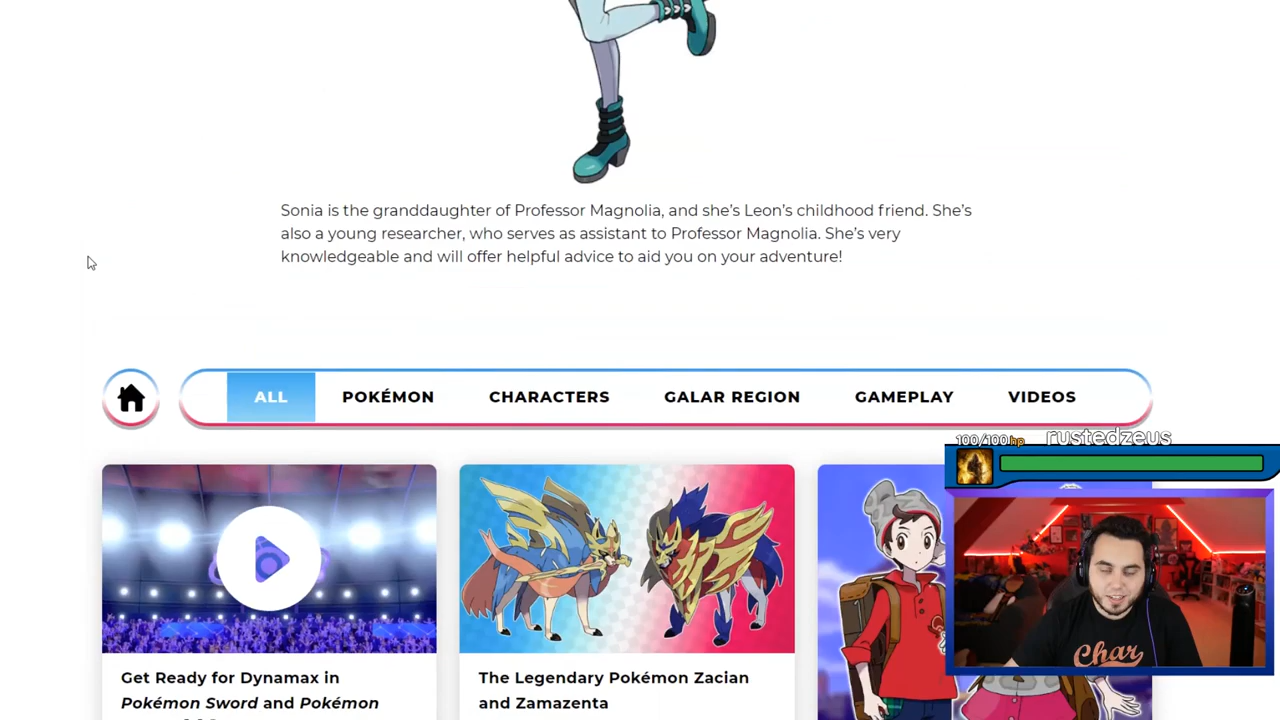 Sonia is the granddaughter of Professor Magnolia, and she's Leon's childhood friend. She's
also a young researcher, who serves as assistant to Professor Magnolia. She's very
knowledgeable and will offer helpful advice to aid you on your adventure!
ALL POKÉMON CHARACTERS GALAR REGION GAMEPLAY VIDEOS
100/100hp rustedzeus
Get Ready for Dynamax in
Pokémon Sword and Pokémon
The Legendary Pokémon Zacian
and Zamazenta
Char